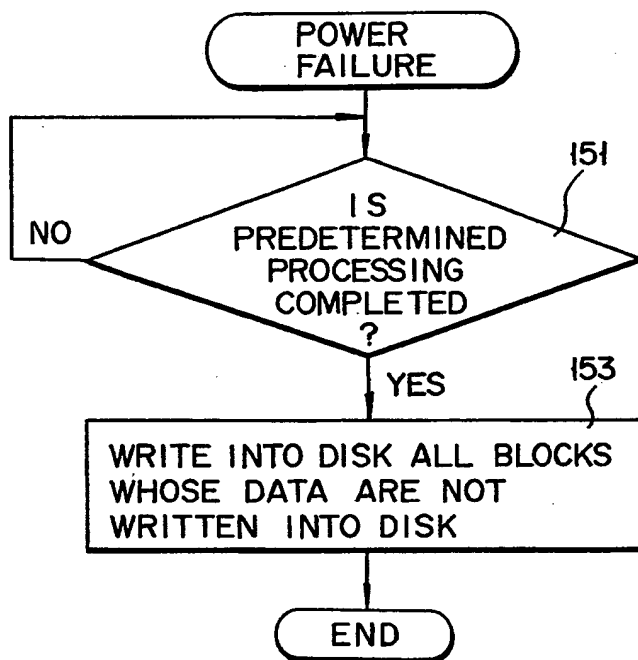 POWER
FAILURE
151
IS
PREDETERMINED
PROCESSING
COMPLETED
?
NO
YES
153
WRITE INTO DISK ALL BLOCKS
WHOSE DATA ARE NOT
WRITTEN INTO DISK
END